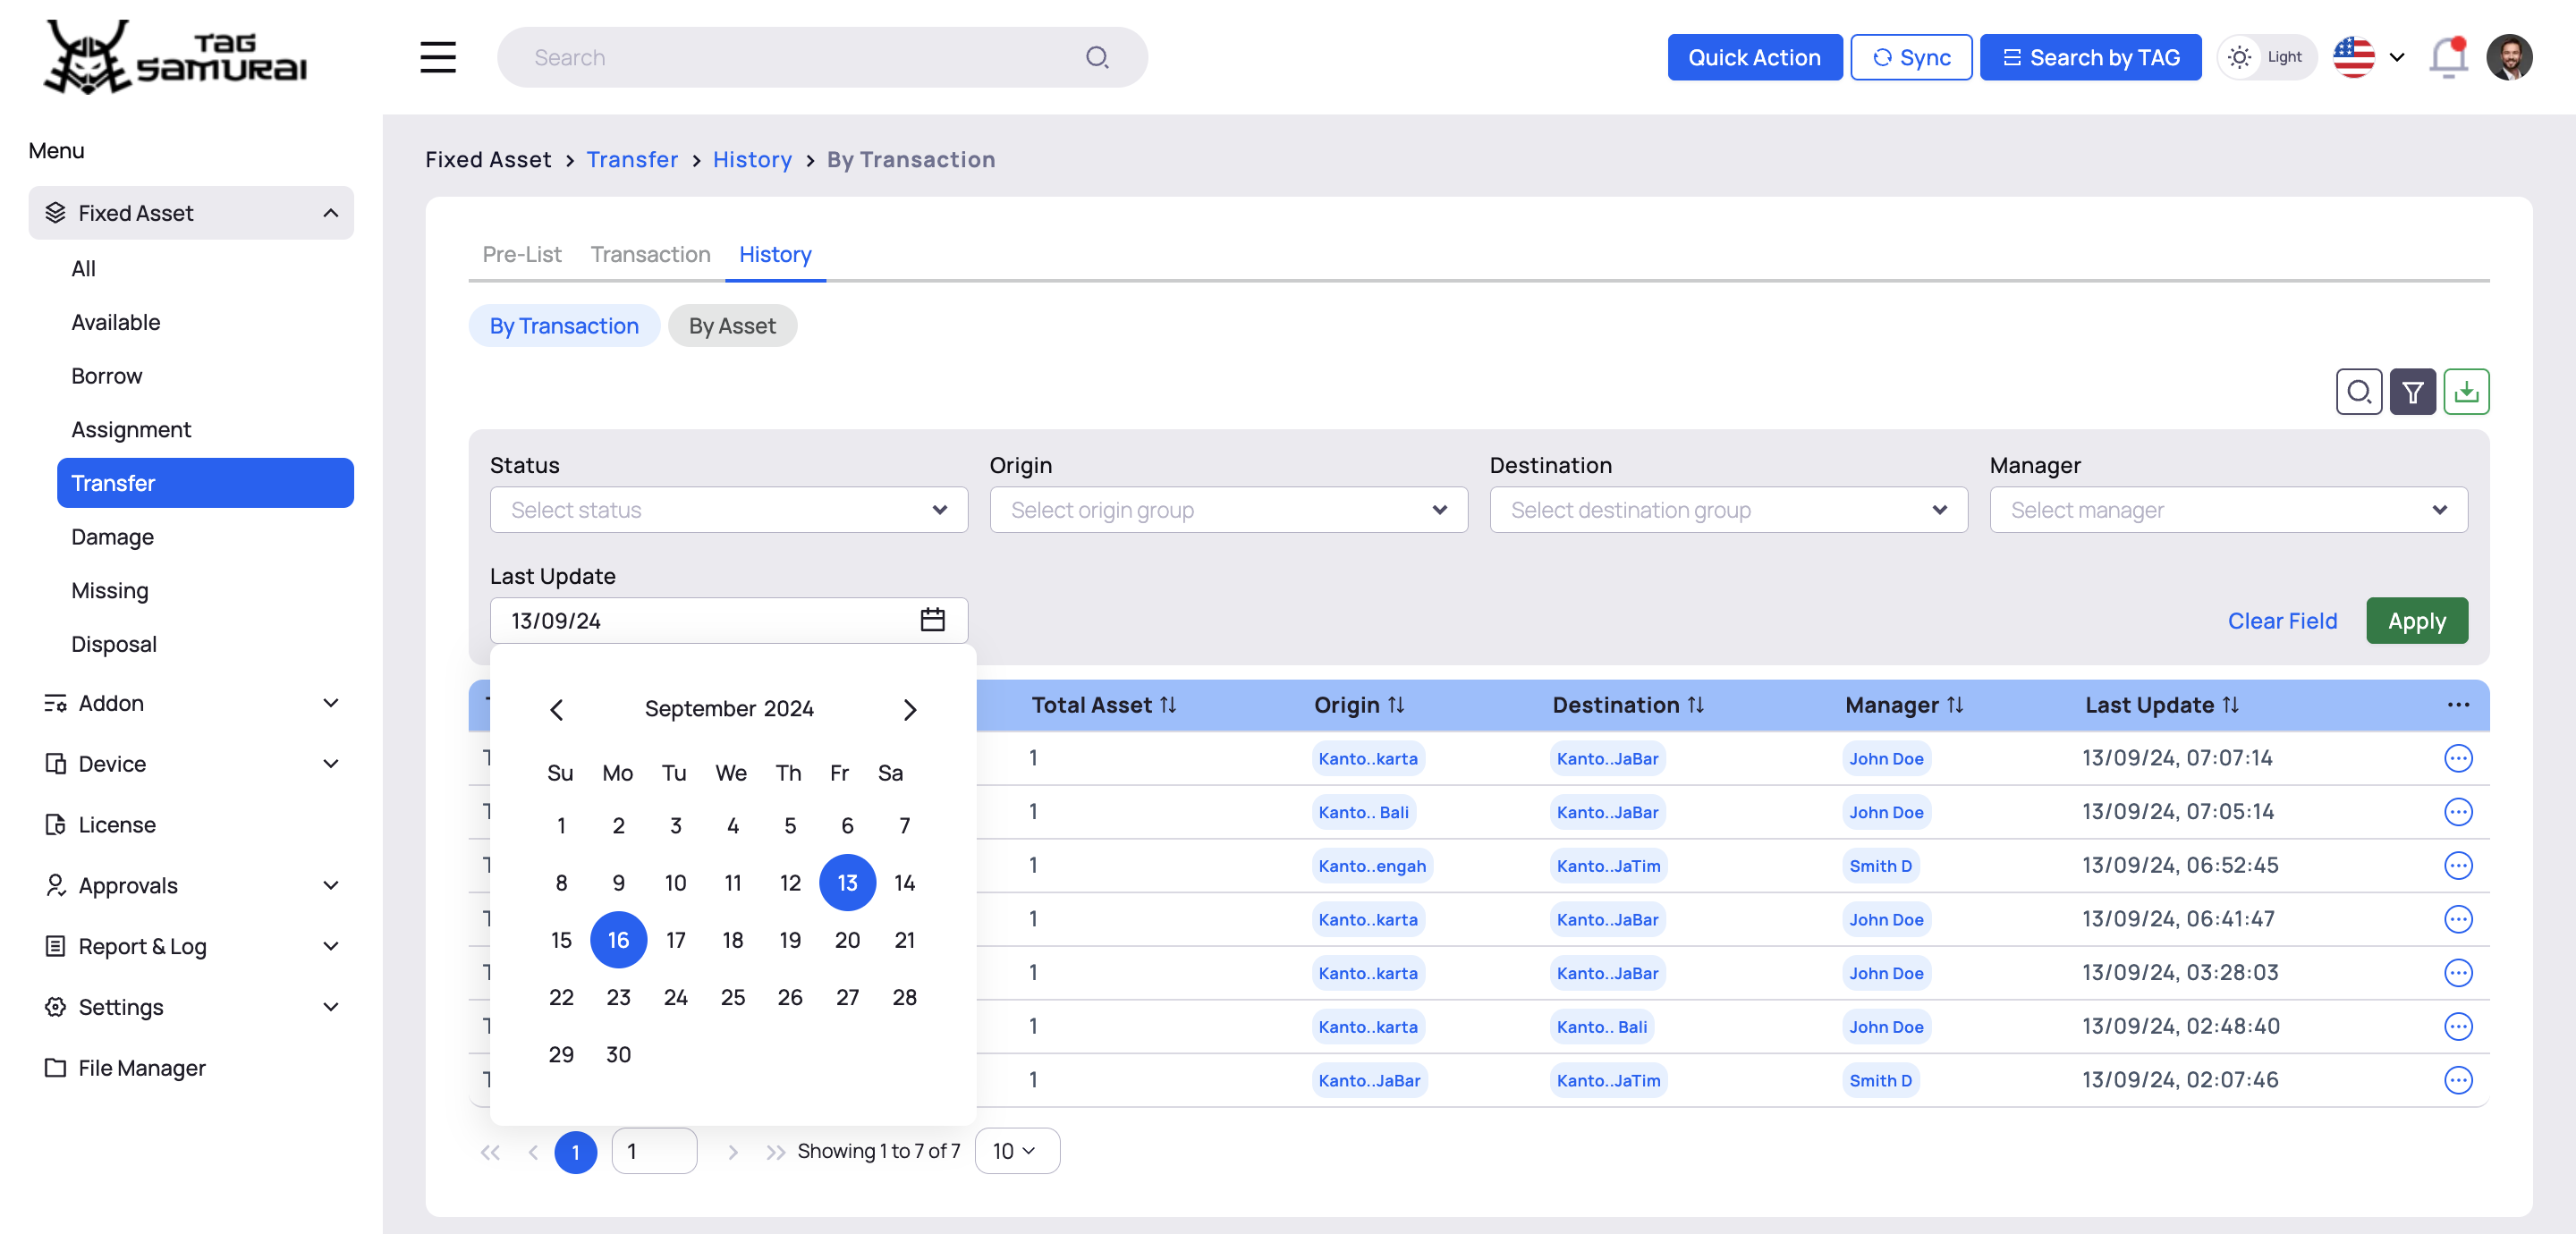 TAG SAMURAI
Search
Quick Action
Sync
Search by TAG
Light
Menu
Fixed Asset
All
Available
Borrow
Assignment
Transfer
Damage
Missing
Disposal
Addon
Device
License
Approvals
Report & Log
Settings
File Manager
Fixed Asset > Transfer > History > By Transaction
Pre-List Transaction History
By Transaction By Asset
Status Origin Destination Manager
Select status Select origin group Select destination group Select manager
Last Update
13/09/24
Clear Field Apply
September 2024
Su Mo Tu We Th Fr Sa
1 2 3 4 5 6 7
8 9 10 11 12 13 14
15 16 17 18 19 20 21
22 23 24 25 26 27 28
29 30
Total Asset Origin Destination Manager Last Update
1 Kanto..karta Kanto..JaBar John Doe 13/09/24, 07:07:14
1 Kanto.. Bali Kanto..JaBar John Doe 13/09/24, 07:05:14
1 Kanto..engah Kanto..JaTim Smith D 13/09/24, 06:52:45
1 Kanto..karta Kanto..JaBar John Doe 13/09/24, 06:41:47
1 Kanto..karta Kanto..JaBar John Doe 13/09/24, 03:28:03
1 Kanto..karta Kanto.. Bali John Doe 13/09/24, 02:48:40
1 Kanto..JaBar Kanto..JaTim Smith D 13/09/24, 02:07:46
1 1 Showing 1 to 7 of 7 10